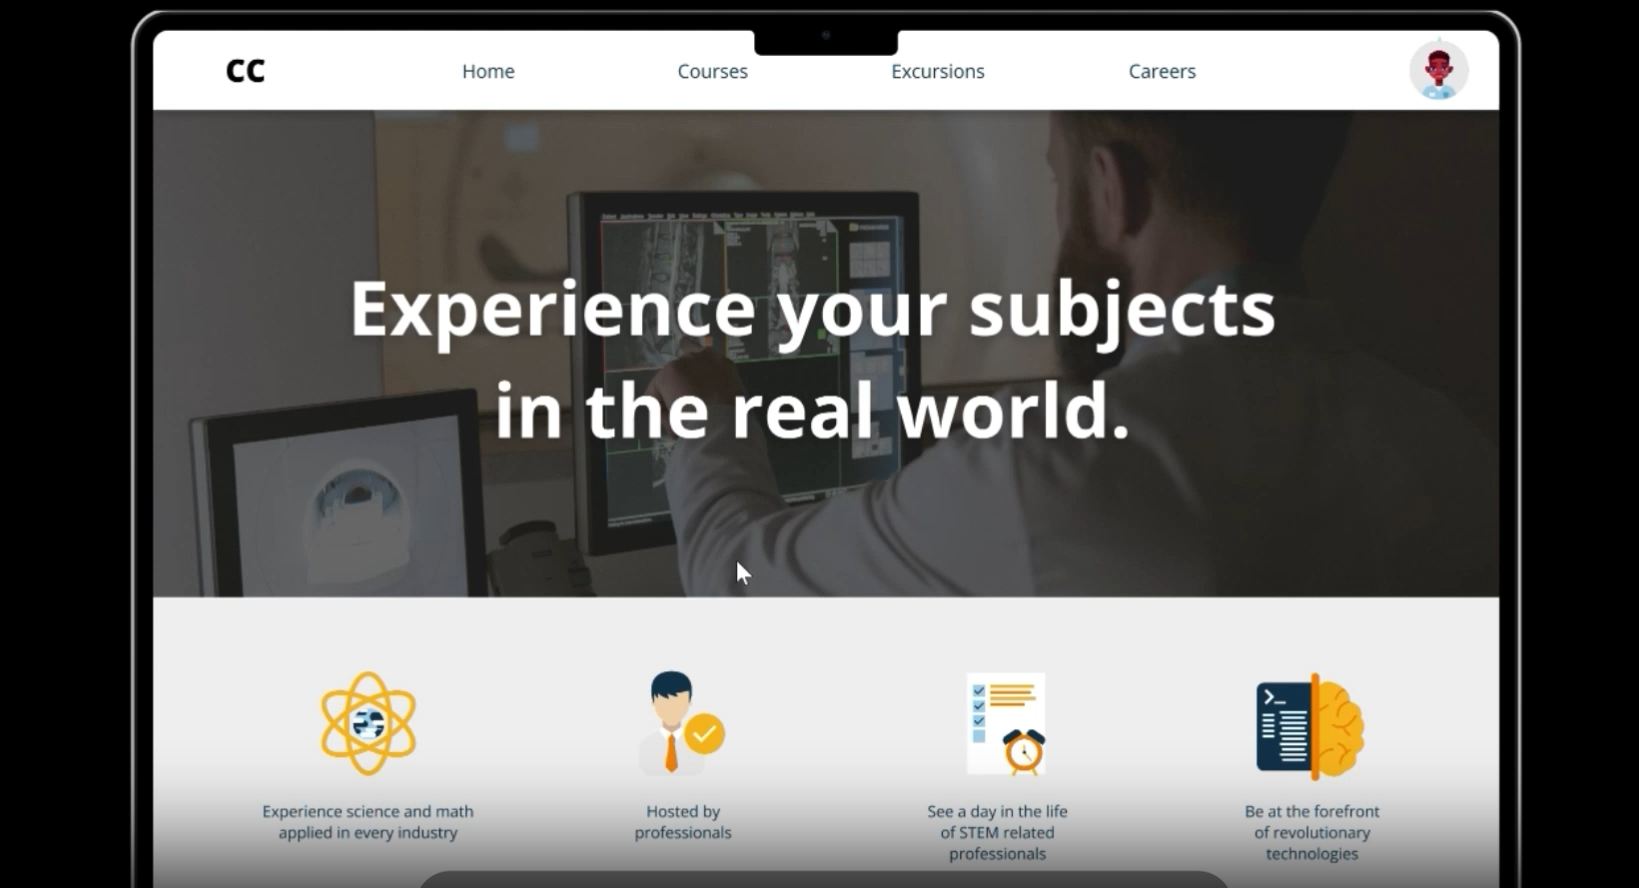 CC
Home
Courses
Excursions
Careers
Experience your subjects
in the real world.
Experience science and math
applied in every industry
Hosted by
professionals
See a day in the life
of STEM related
professionals
Be at the forefront
of revolutionary
technologies